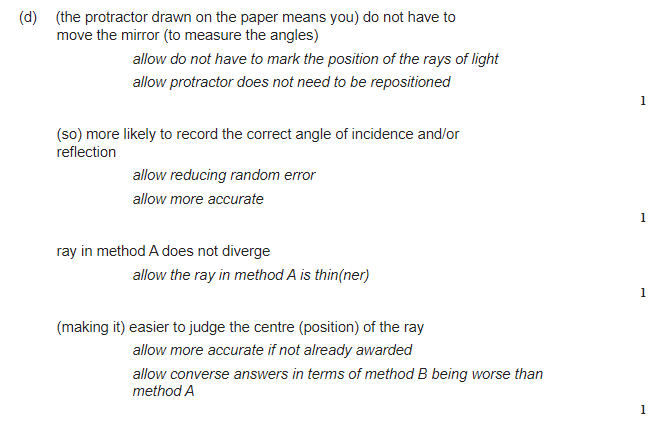 (d) (the protractor drawn on the paper means you) do not have to
move the mirror (to measure the angles)
allow do not have to mark the position of the rays of light
allow protractor does not need to be repositioned
1
(so) more likely to record the correct angle of incidence and/or
reflection
allow reducing random error
allow more accurate
1
ray in method A does not diverge
allow the ray in method A is thin(ner)
1
(making it) easier to judge the centre (position) of the ray
allow more accurate if not already awarded
allow converse answers in terms of method B being worse than
method A
1